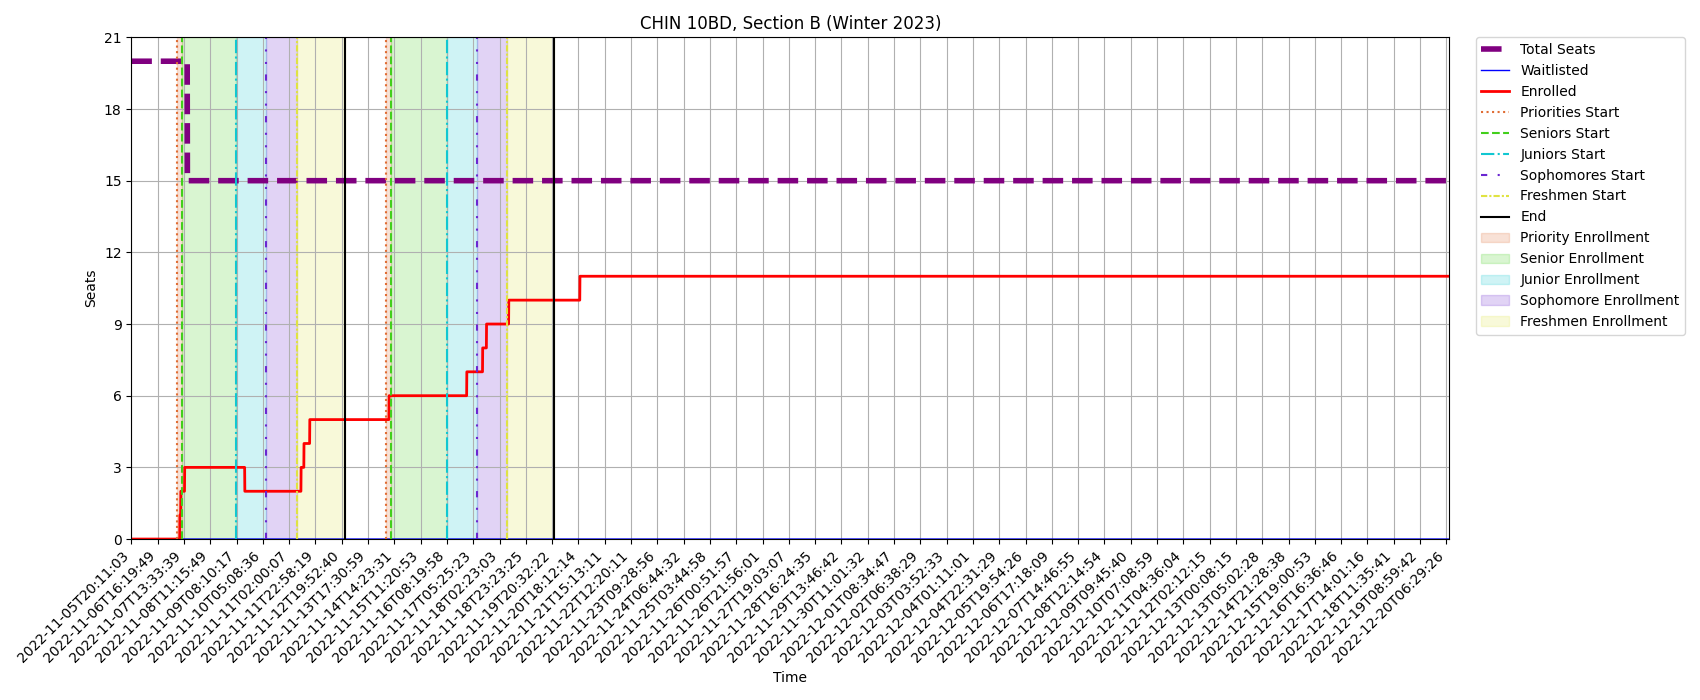 CHIN 10BD, Section B (Winter 2023)
21
18
15
12
9
6
3
0
Seats
2022-11-05T20:11:03
2022-11-06T16:19:49
2022-11-07T13:33:39
2022-11-08T11:15:49
2022-11-09T08:10:17
2022-11-10T05:08:36
2022-11-11T02:00:07
2022-11-11T22:58:19
2022-11-12T19:52:40
2022-11-13T17:30:59
2022-11-14T14:23:31
2022-11-15T11:20:53
2022-11-16T08:19:58
2022-11-17T05:25:23
2022-11-18T02:23:03
2022-11-18T23:23:25
2022-11-19T20:32:22
2022-11-20T18:12:14
2022-11-21T15:13:11
2022-11-22T12:20:11
2022-11-23T09:28:56
2022-11-24T06:44:32
2022-11-25T03:44:58
2022-11-26T00:51:57
2022-11-26T21:56:01
2022-11-27T19:03:07
2022-11-28T16:24:35
2022-11-29T13:46:42
2022-11-30T11:01:32
2022-12-01T08:34:47
2022-12-02T06:38:29
2022-12-03T03:52:33
2022-12-04T01:11:01
2022-12-04T22:31:29
2022-12-05T19:54:26
2022-12-06T17:18:09
2022-12-07T14:46:55
2022-12-08T12:14:54
2022-12-09T09:45:40
2022-12-10T07:08:59
2022-12-11T04:36:04
2022-12-12T02:12:15
2022-12-13T00:08:15
2022-12-13T05:02:28
2022-12-14T21:28:38
2022-12-15T19:00:53
2022-12-16T16:36:46
2022-12-17T14:01:16
2022-12-18T11:35:41
2022-12-19T08:59:42
2022-12-20T06:29:26
Time
Total Seats
Waitlisted
Enrolled
Priorities Start
Seniors Start
Juniors Start
Sophomores Start
Freshmen Start
End
Priority Enrollment
Senior Enrollment
Junior Enrollment
Sophomore Enrollment
Freshmen Enrollment